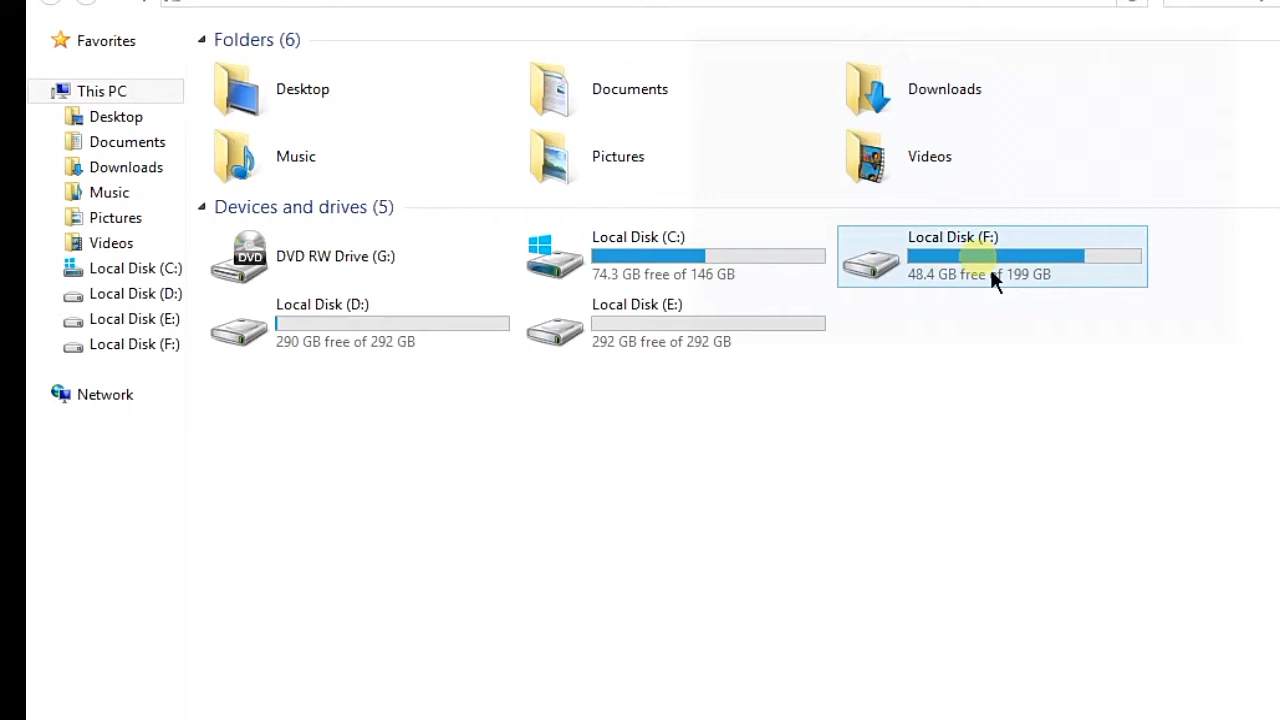 Favorites
This PC
Desktop
Documents
Downloads
Music
Pictures
Videos
Local Disk (C:)
Local Disk (D:)
Local Disk (E:)
Local Disk (F:)
Network
Folders (6)
Desktop
Documents
Downloads
Music
Pictures
Videos
Devices and drives (5)
DVD
DVD RW Drive (G:)
Local Disk (C:)
74.3 GB free of 146 GB
Local Disk (F:)
48.4 GB free of 199 GB
Local Disk (D:)
290 GB free of 292 GB
Local Disk (E:)
292 GB free of 292 GB